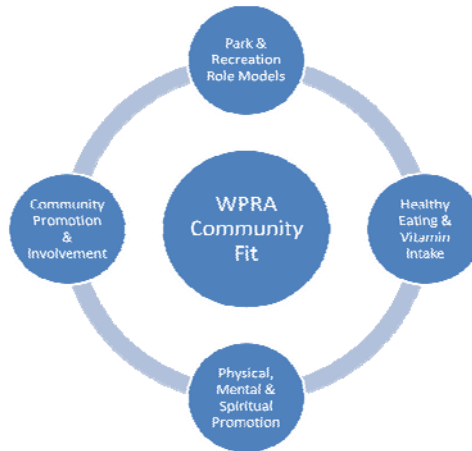 Park &
Recreation
Role Models
Community
Promotion
&
Involvement
WPRA
Community
Fit
Healthy
Eating &
Vitamin
Intake
Physical,
Mental &
Spiritual
Promotion